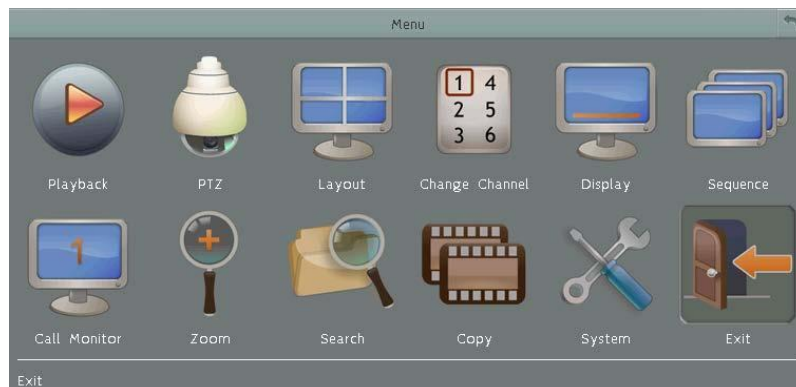 Menu
1 4
2 5
3 6
Playback PTZ Layout Change Channel Display Sequence
1
Call Monitor Zoom Search Copy System Exit
Exit